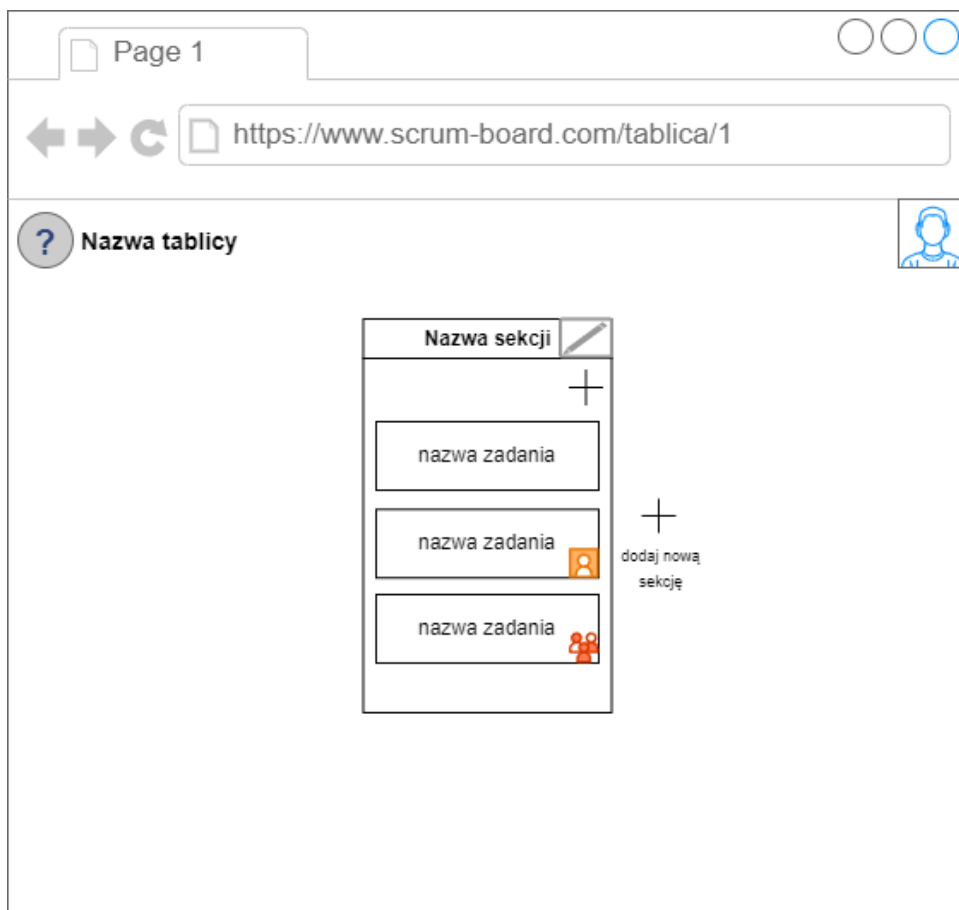 Page 1
https://www.scrum-board.com/tablica/1
? Nazwa tablicy
Nazwa sekcji
nazwa zadania
nazwa zadania
nazwa zadania
dodaj nową
sekcję